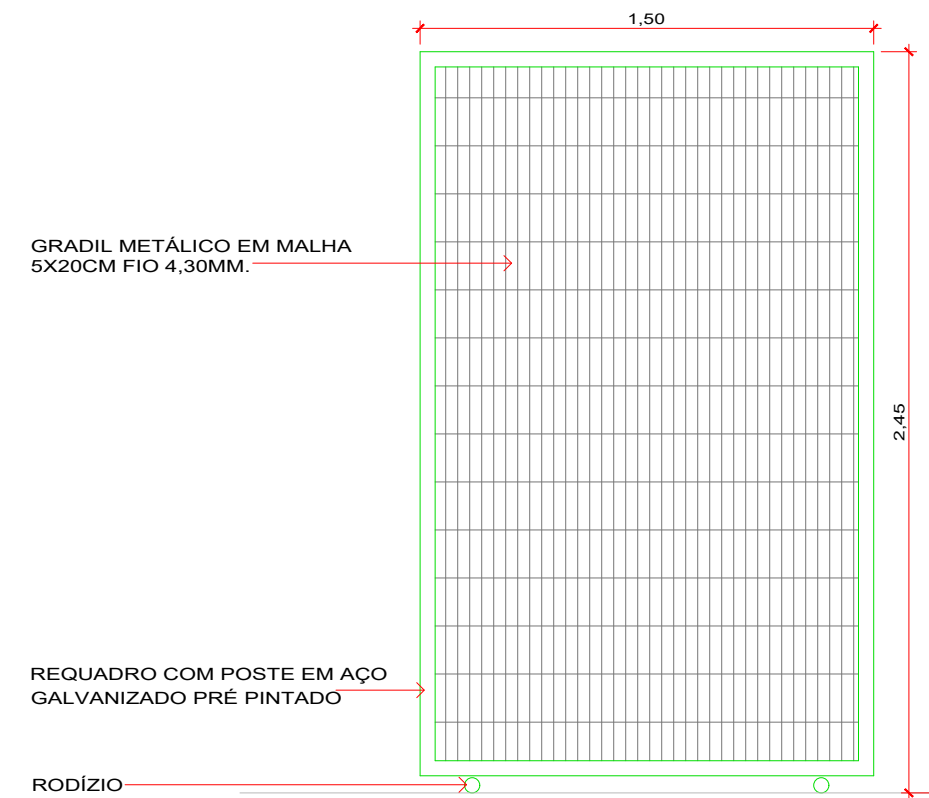 1,50
GRADIL METÁLICO EM MALHA
5X20CM FIO 4,30MM.
2,45
REQUADRO COM POSTE EM AÇO
GALVANIZADO PRÉ PINTADO
RODÍZIO